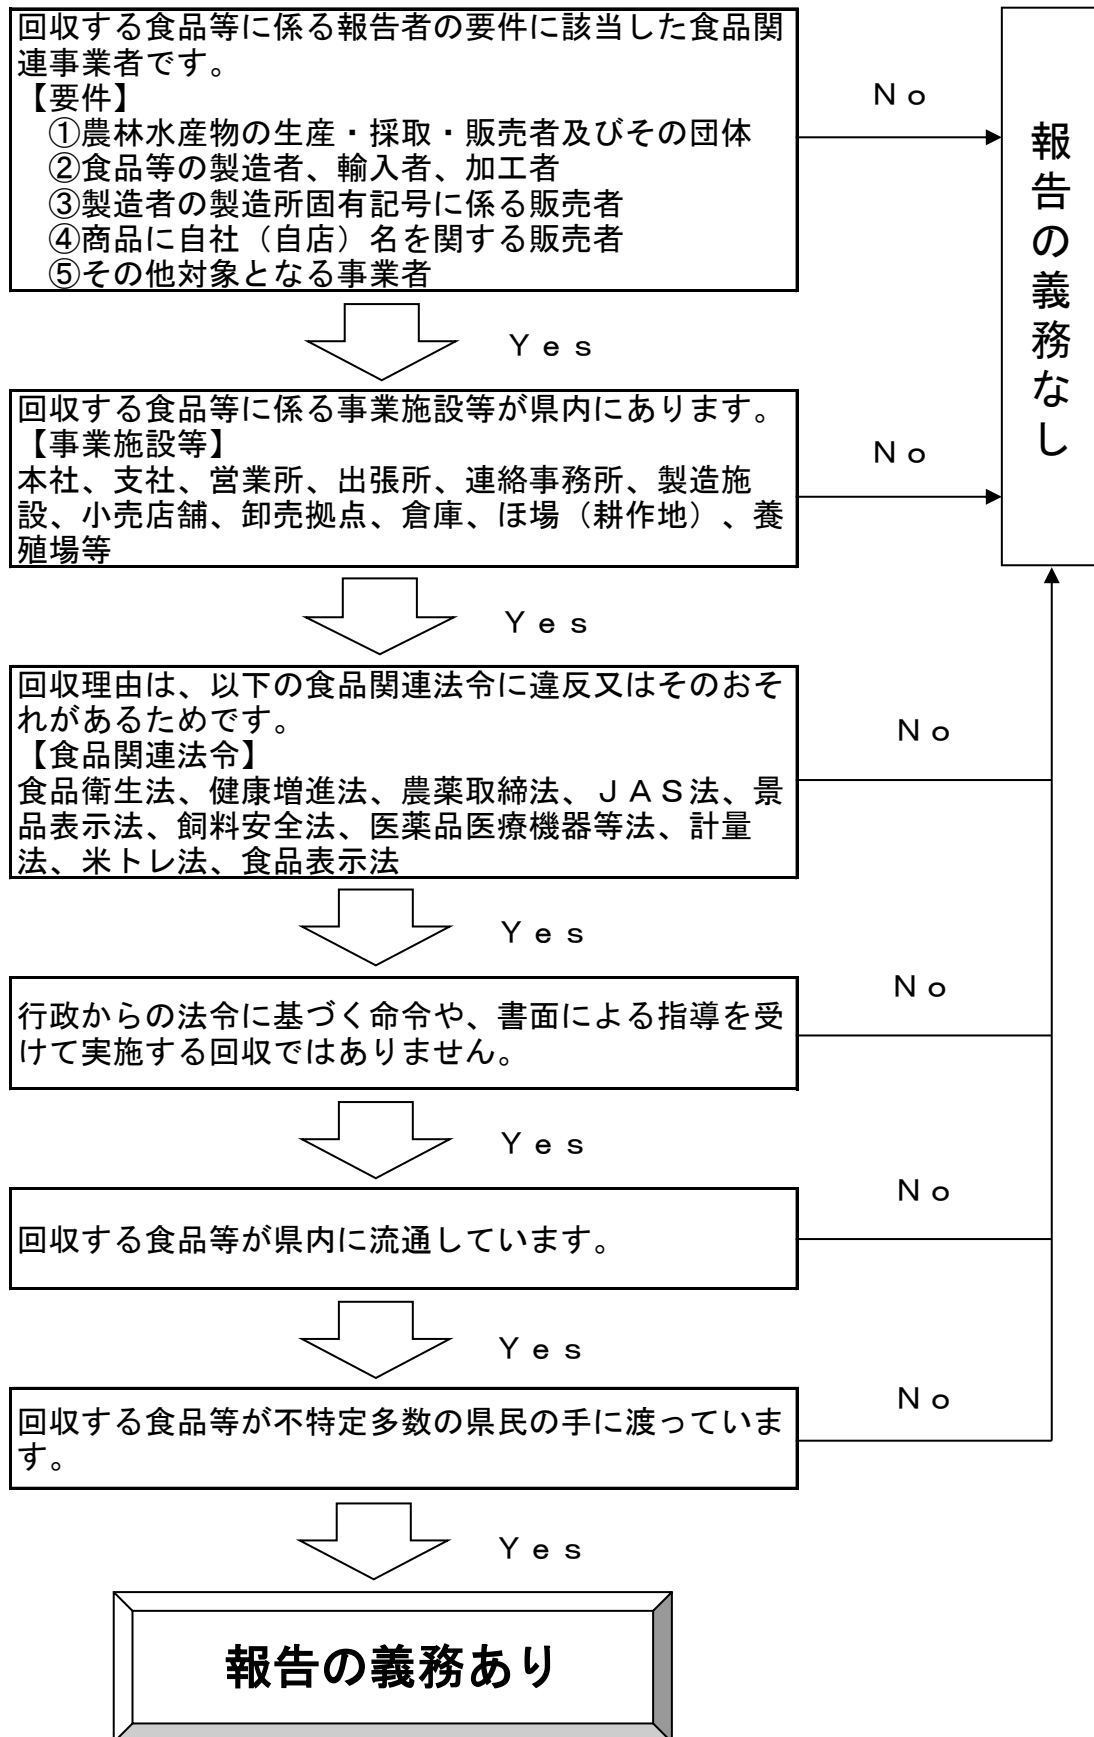 回収する食品等に係る報告者の要件に該当した食品関
連事業者です。
【要件】
①農林水産物の生産・採取・販売者及びその団体
②食品等の製造者、輸入者、加工者
③製造者の製造所固有記号に係る販売者
④商品に自社（自店）名を関する販売者
⑤その他対象となる事業者
Ｎｏ
報告の義務なし
Ｙｅｓ
回収する食品等に係る事業施設等が県内にあります。
【事業施設等】
本社、支社、営業所、出張所、連絡事務所、製造施
設、小売店舗、卸売拠点、倉庫、ほ場（耕作地）、養
殖場等
Ｎｏ
Ｙｅｓ
回収理由は、以下の食品関連法令に違反又はそのおそ
れがあるためです。
【食品関連法令】
食品衛生法、健康増進法、農薬取締法、ＪＡＳ法、景
品表示法、飼料安全法、医薬品医療機器等法、計量
法、米トレ法、食品表示法
Ｎｏ
Ｙｅｓ
行政からの法令に基づく命令や、書面による指導を受
けて実施する回収ではありません。
Ｎｏ
Ｙｅｓ
回収する食品等が県内に流通しています。
Ｎｏ
Ｙｅｓ
回収する食品等が不特定多数の県民の手に渡っていま
す。
Ｎｏ
Ｙｅｓ
報告の義務あり